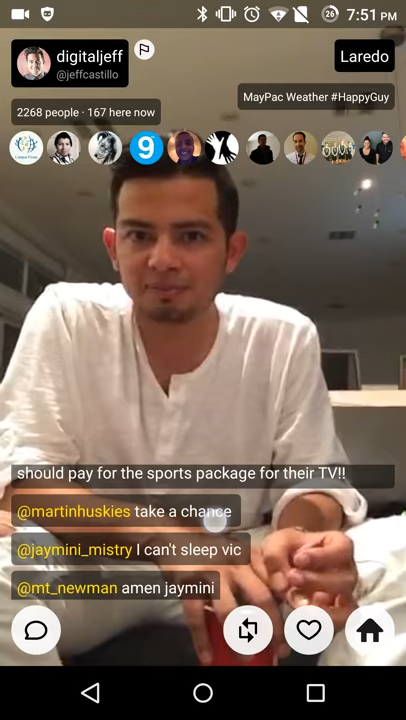 26 7:51 PM
digitaljeff
@jeffcastillo
Laredo
MayPac Weather #HappyGuy
2268 people · 167 here now
9
should pay for the sports package for their TV!!
@martinhuskies take a chance
@jaymini_mistry I can't sleep vic
@mt_newman amen jaymini